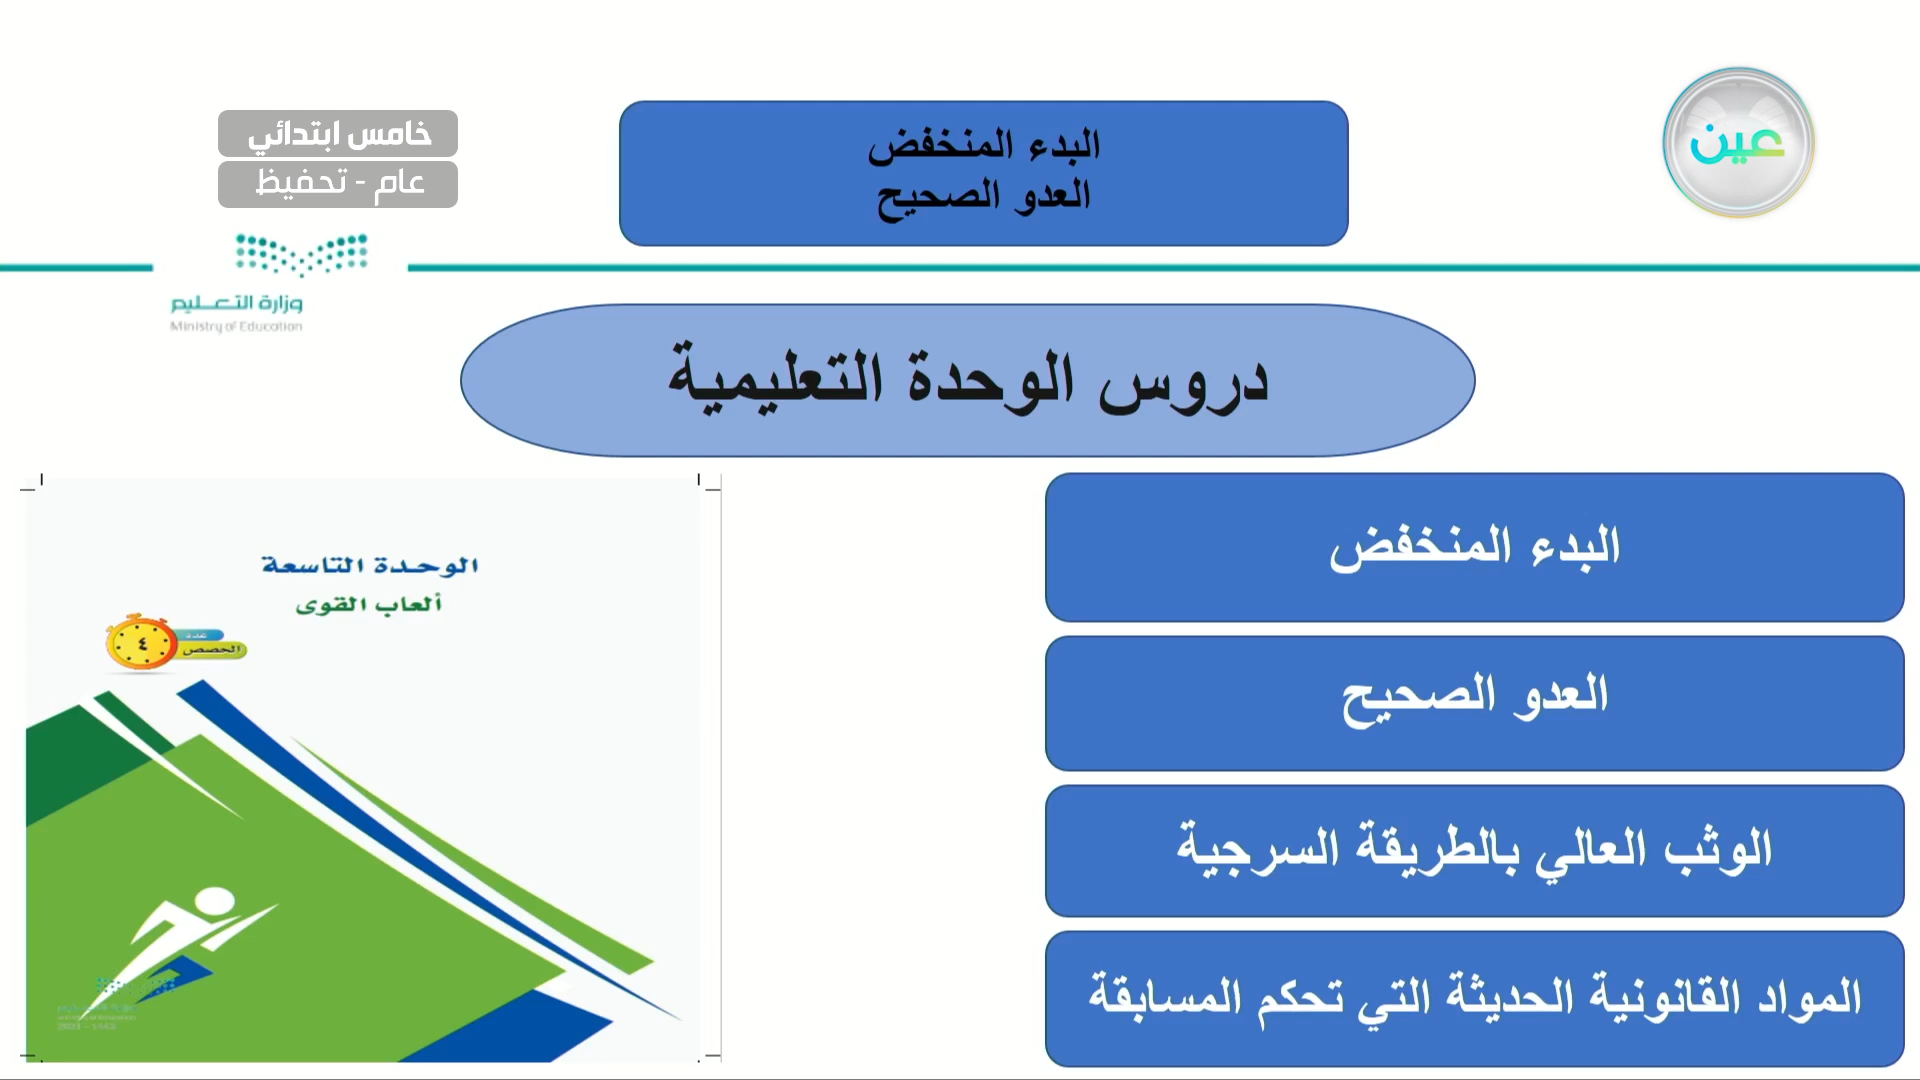 عين
البدء المنخفض
العدو الصحيح
خامس ابتدائي
عام - تحفيظ
وزارة التعليم
Ministry of Education
دروس الوحدة التعليمية
البدء المنخفض
العدو الصحيح
الوثب العالي بالطريقة السرجية
المواد القانونية الحديثة التي تحكم المسابقة
الوحدة التاسعة
ألعاب القوى
عدد
الحصص
٤